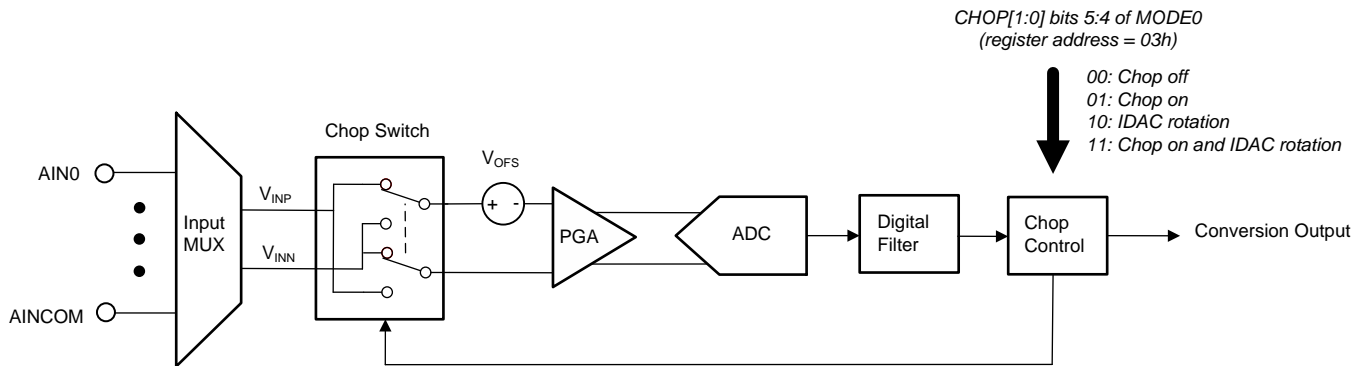 CHOP[1:0] bits 5:4 of MODE0
(register address = 03h)
00: Chop off
01: Chop on
10: IDAC rotation
11: Chop on and IDAC rotation
Chop Switch
VOFS
AIN0
VINP
+ -
Input
MUX
PGA
ADC
Digital
Filter
Chop
Control
Conversion Output
VINN
AINCOM